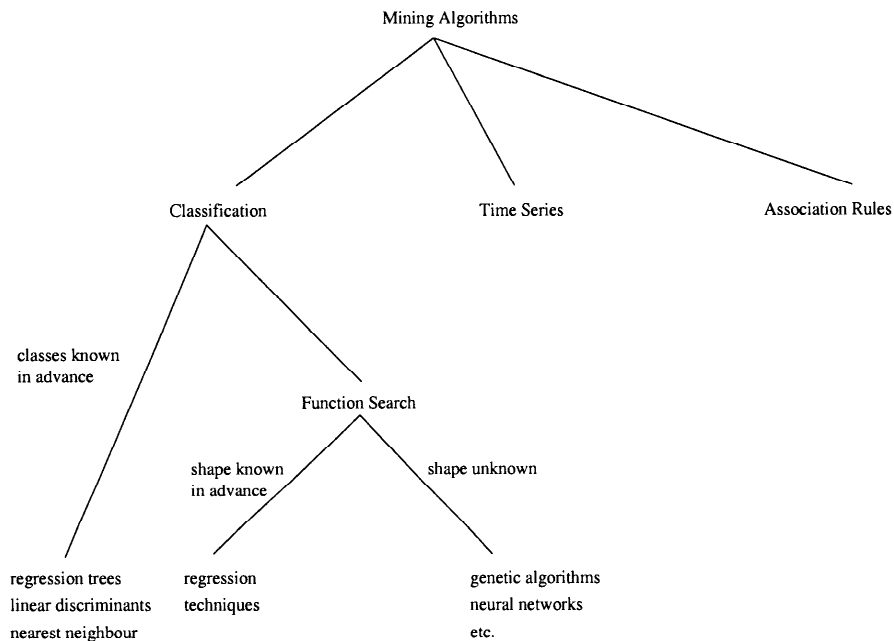 Mining Algorithms
Classification
Time Series
Association Rules
classes known
in advance
Function Search
shape known
in advance
shape unknown
regression trees
linear discriminants
nearest neighbour
regression
techniques
genetic algorithms
neural networks
etc.